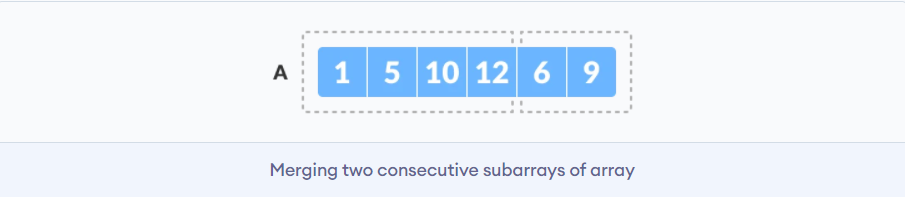 A 1 5 10 12 6 9
Merging two consecutive subarrays of array